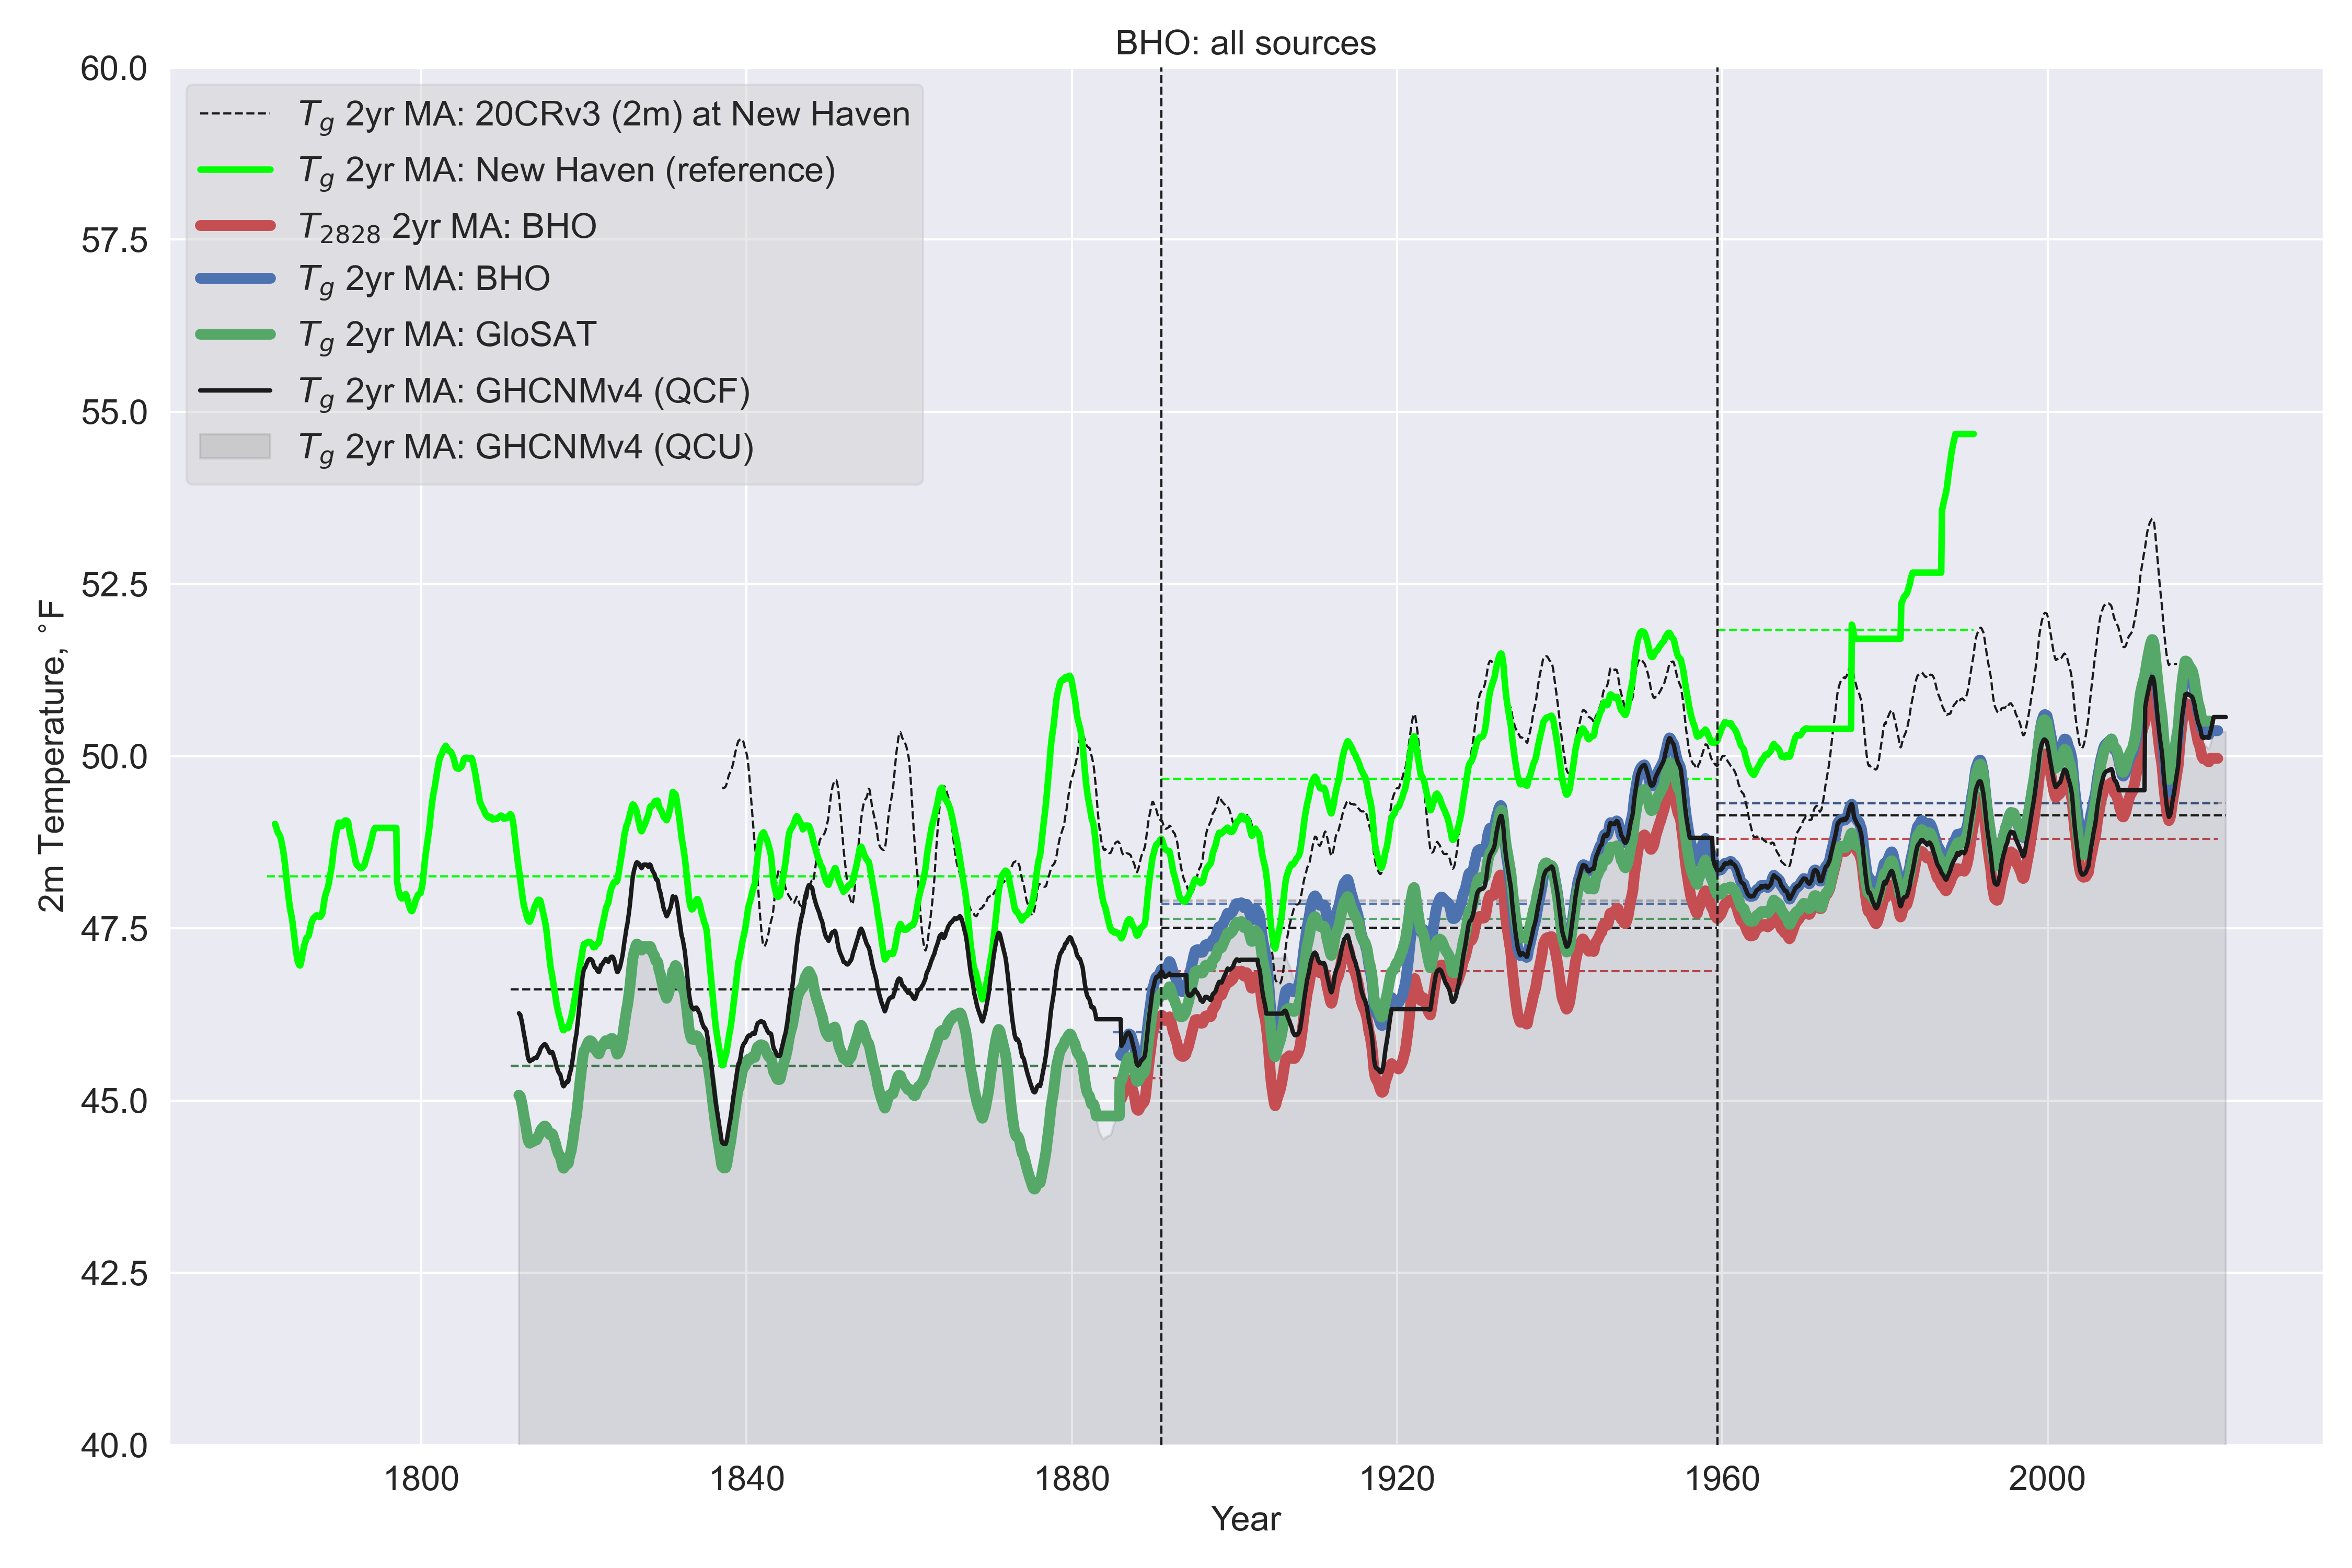 BHO: all sources
60.0
57.5
55.0
52.5
50.0
47.5
45.0
42.5
40.0
2m Temperature, °F
Tg 2yr MA: 20CRv3 (2m) at New Haven
Tg 2yr MA: New Haven (reference)
T2828 2yr MA: BHO
Tg 2yr MA: BHO
Tg 2yr MA: GloSAT
Tg 2yr MA: GHCNMv4 (QCF)
Tg 2yr MA: GHCNMv4 (QCU)
1800 1840 1880 1920 1960 2000
Year